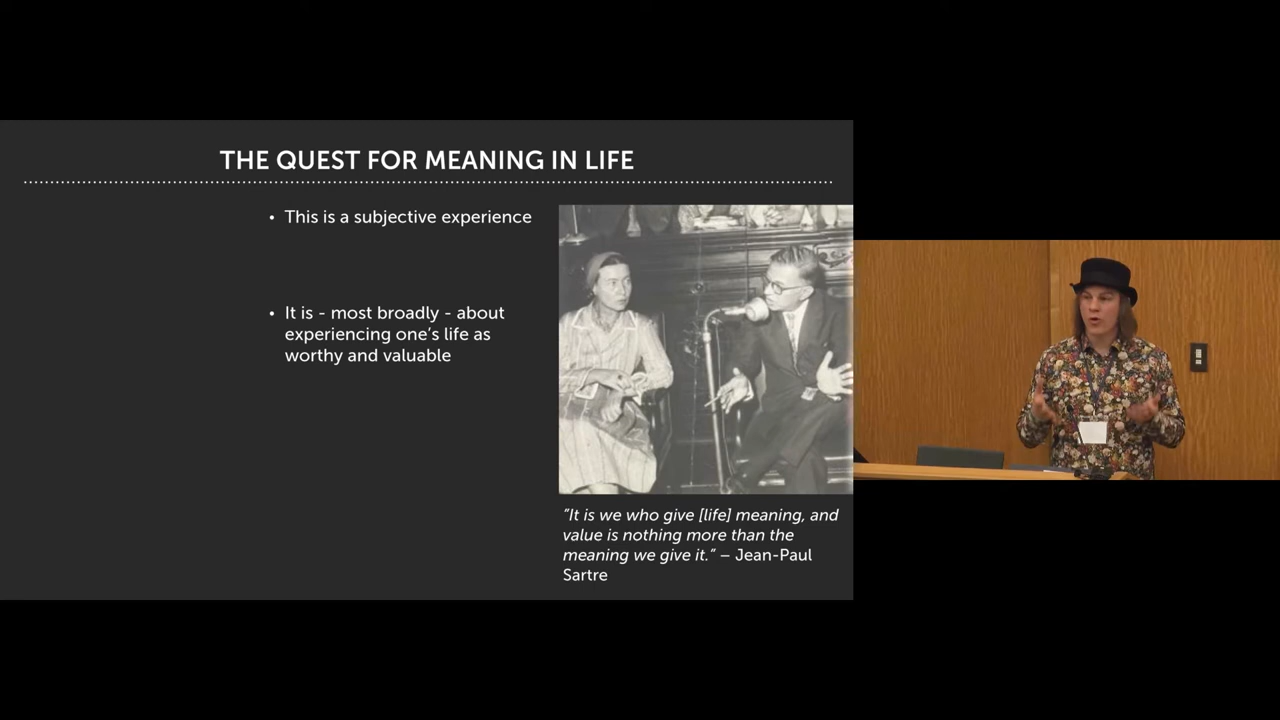 THE QUEST FOR MEANING IN LIFE
• This is a subjective experience
• It is - most broadly - about
experiencing one’s life as
worthy and valuable
“It is we who give [life] meaning, and
value is nothing more than the
meaning we give it.” – Jean-Paul
Sartre